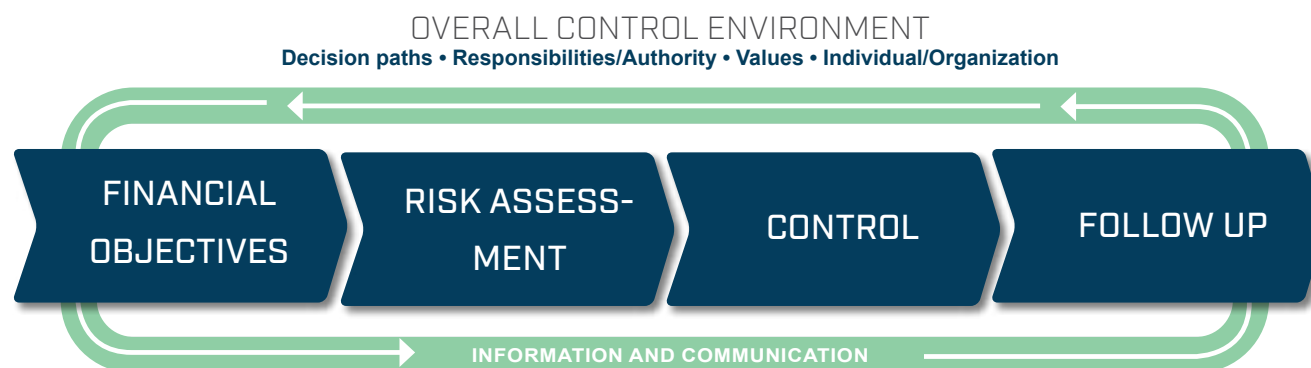 OVERALL CONTROL ENVIRONMENT
Decision paths • Responsibilities/Authority • Values • Individual/Organization
FINANCIAL
OBJECTIVES
RISK ASSESS-
MENT
CONTROL
FOLLOW UP
INFORMATION AND COMMUNICATION